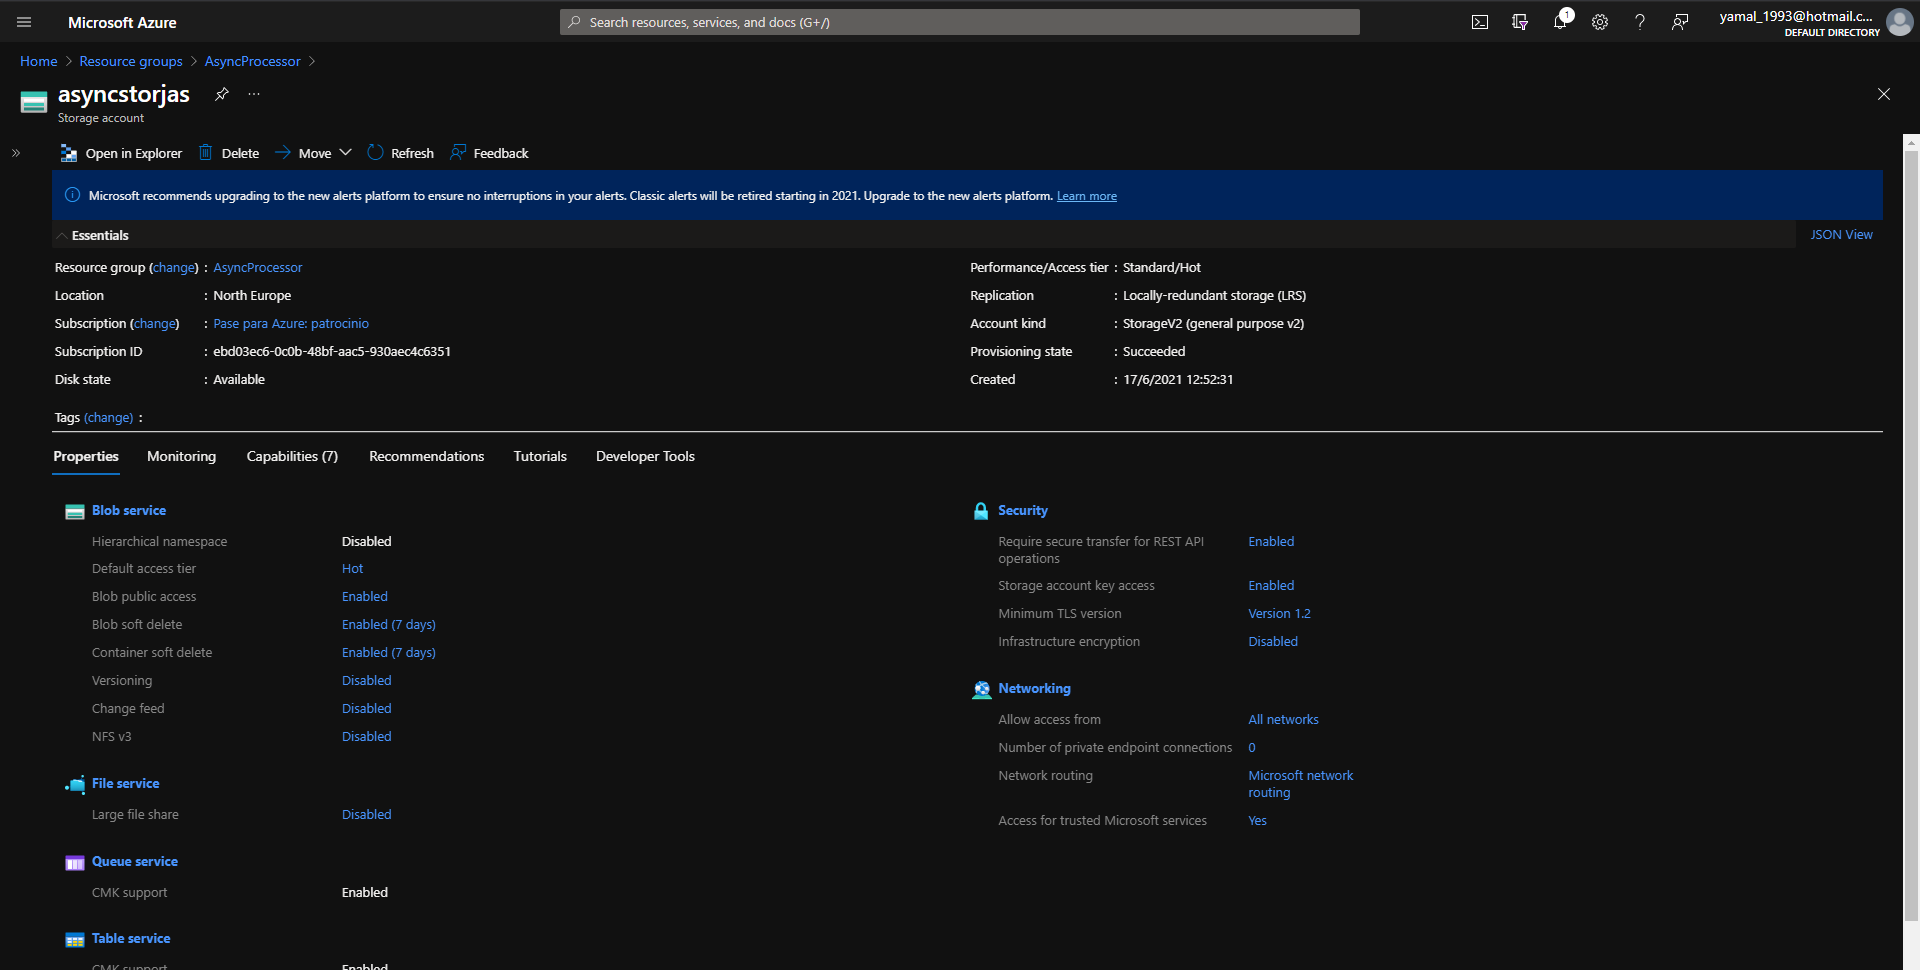 Microsoft Azure
Search resources, services, and docs (G+/)
1
yamal_1993@hotmail.c...
DEFAULT DIRECTORY
Home > Resource groups > AsyncProcessor >
asyncstorjas
Storage account
Open in Explorer Delete Move Refresh Feedback
Microsoft recommends upgrading to the new alerts platform to ensure no interruptions in your alerts. Classic alerts will be retired starting in 2021. Upgrade to the new alerts platform. Learn more
Essentials
JSON View
Resource group (change) : AsyncProcessor
Location : North Europe
Subscription (change) : Pase para Azure: patrocinio
Subscription ID : ebd03ec6-0c0b-48bf-aac5-930aec4c6351
Disk state : Available
Performance/Access tier : Standard/Hot
Replication : Locally-redundant storage (LRS)
Account kind : StorageV2 (general purpose v2)
Provisioning state : Succeeded
Created : 17/6/2021 12:52:31
Tags (change) :
Properties Monitoring Capabilities (7) Recommendations Tutorials Developer Tools
Blob service
Hierarchical namespace Disabled
Default access tier Hot
Blob public access Enabled
Blob soft delete Enabled (7 days)
Container soft delete Enabled (7 days)
Versioning Disabled
Change feed Disabled
NFS v3 Disabled
File service
Large file share Disabled
Queue service
CMK support Enabled
Table service
CMK support Enabled
Security
Require secure transfer for REST API Enabled
operations
Storage account key access Enabled
Minimum TLS version Version 1.2
Infrastructure encryption Disabled
Networking
Allow access from All networks
Number of private endpoint connections 0
Network routing Microsoft network
routing
Access for trusted Microsoft services Yes